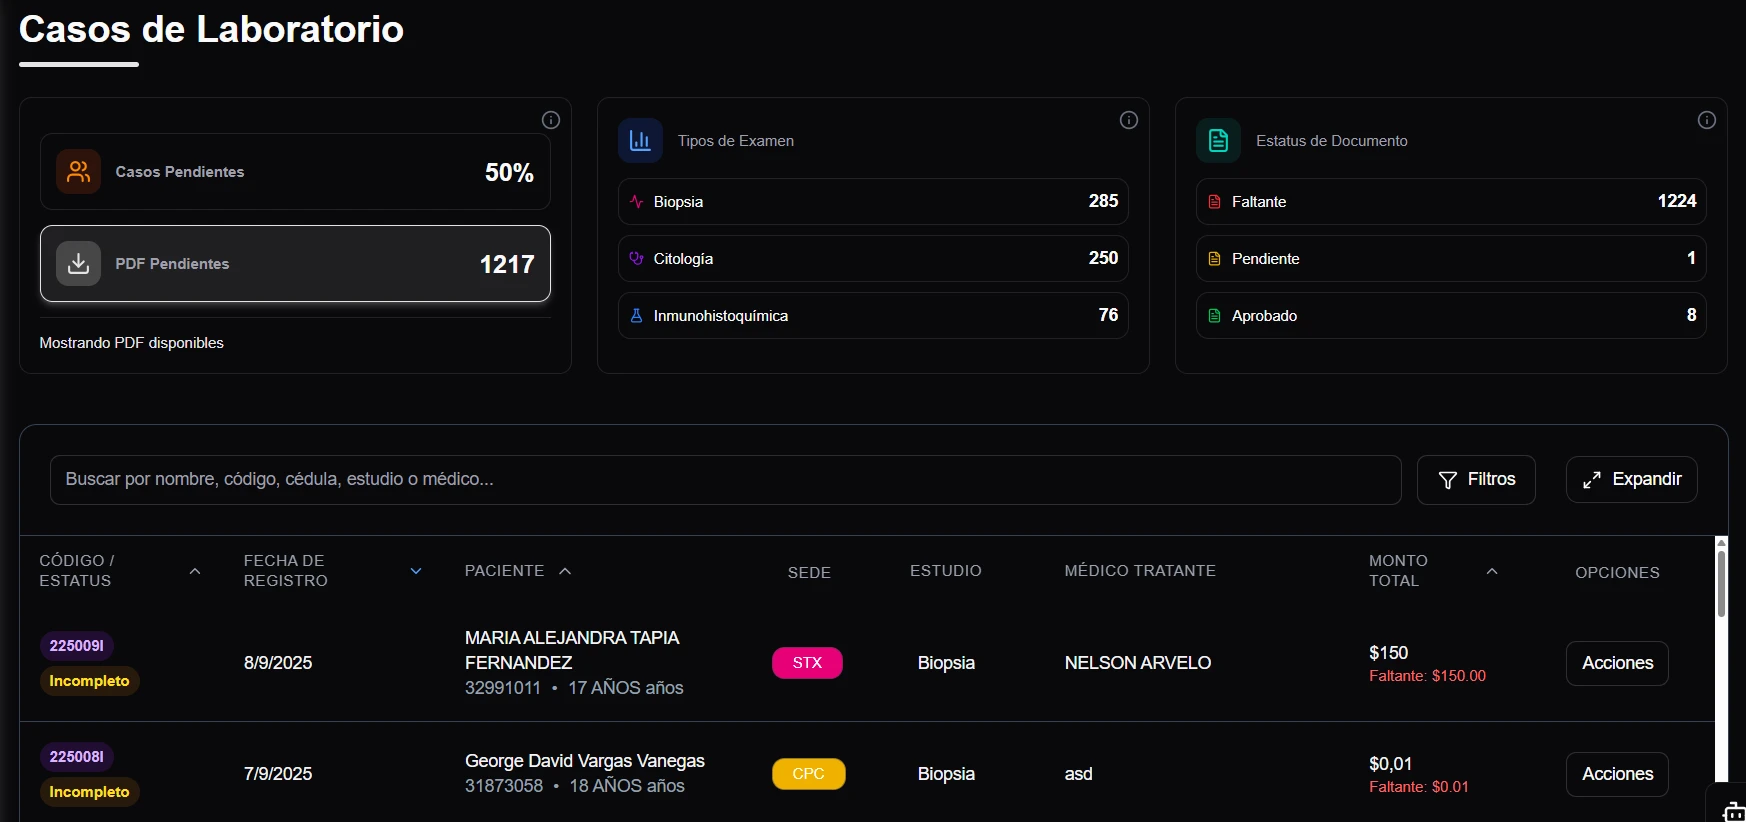 Casos de Laboratorio
Casos Pendientes
50%
PDF Pendientes
1217
Mostrando PDF disponibles
Tipos de Examen
Biopsia
285
Citología
250
Inmunohistoquímica
76
Estatus de Documento
Faltante
1224
Pendiente
1
Aprobado
8
Buscar por nombre, código, cédula, estudio o médico...
Filtros
Expandir
CÓDIGO /
ESTATUS
FECHA DE
REGISTRO
PACIENTE
SEDE
ESTUDIO
MÉDICO TRATANTE
MONTO
TOTAL
OPCIONES
225009I
Incompleto
8/9/2025
MARIA ALEJANDRA TAPIA
FERNANDEZ
32991011 • 17 AÑOS años
STX
Biopsia
NELSON ARVELO
$150
Faltante: $150.00
Acciones
225008I
Incompleto
7/9/2025
George David Vargas Vanegas
31873058 • 18 AÑOS años
CPC
Biopsia
asd
$0,01
Faltante: $0.01
Acciones